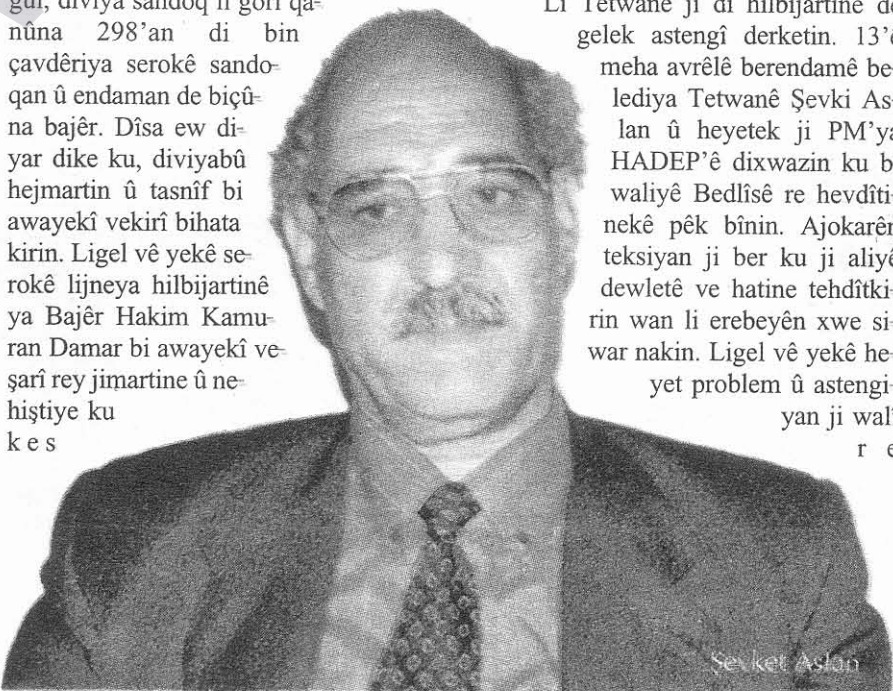 gul, diviya sandoq li gorî qa-
nûna 298'an di bin
çavdêriya serokê sando-
qan û endaman de biçû-
na bajêr. Dîsa ew di-
yar dike ku, diviyabû
hejmartin û tasnîf bi
awayekî vekirî bihata
kirin. Ligel vê yekê se-
rokê lijneya hilbijartinê
ya Bajêr Hakim Kamu-
ran Damar bi awayekî ve-
şarî rey jimartine û ne-
hiştiye ku
k e s
Li Tetwanê jî di hilbijartinê de
gelek astengî derketin. 13'ê
meha avrêlê berendamê be-
lediya Tetwanê Şevki As-
lan û heyetek ji PM'ya
HADEP'ê dixwazin ku bi
waliyê Bedlîsê re hevdîti-
nekê pêk bînin. Ajokarên
teksiyan ji ber ku ji aliyê
dewletê ve hatine tehdîtki-
rin wan li erebeyên xwe si-
war nakin. Ligel vê yekê he-
yet problem û astengi-
yan ji walî
r e
Şevket Aslan